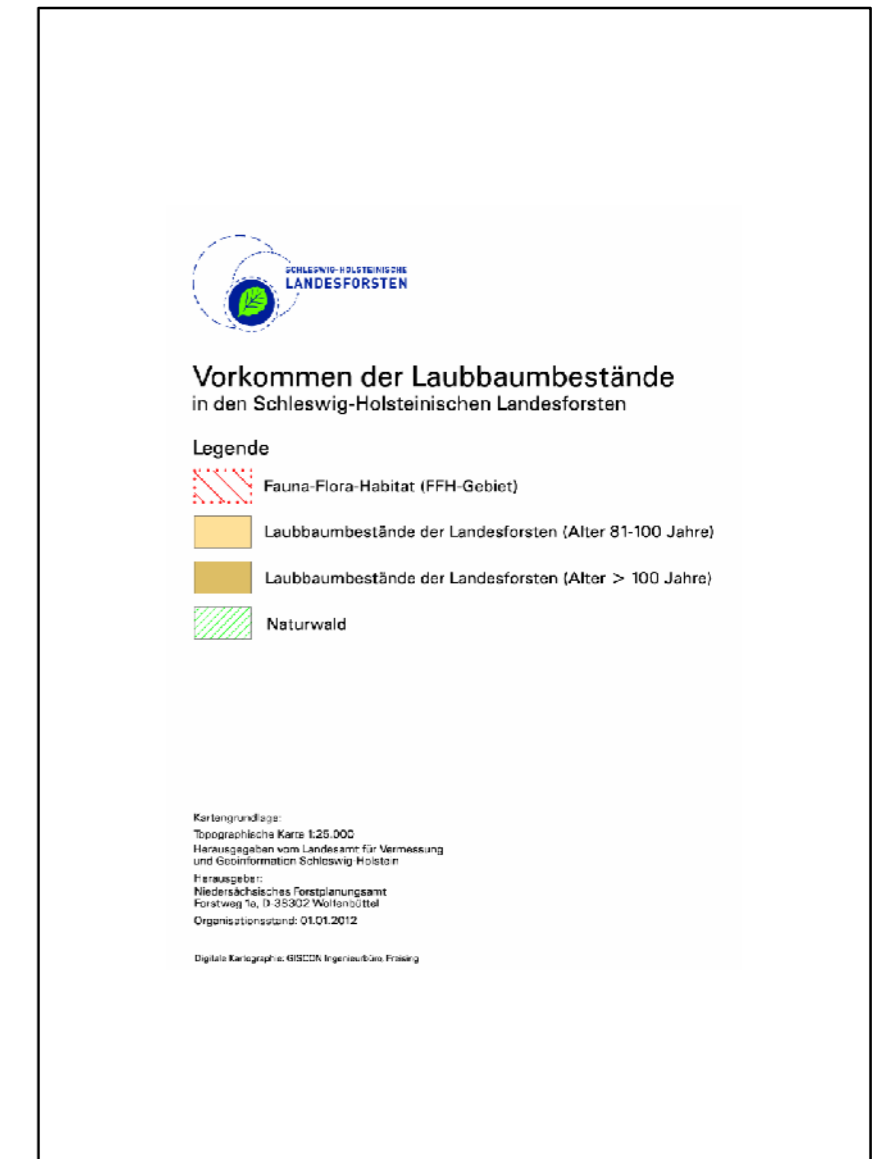 SCHLESWIG-HOLSTEINISCHE
LANDESFORSTEN
Vorkommen der Laubbaumbestände
in den Schleswig-Holsteinischen Landesforsten
Legende
Fauna-Flora-Habitat (FFH-Gebiet)
Laubbaumbestände der Landesforsten (Alter 81-100 Jahre)
Laubbaumbestände der Landesforsten (Alter > 100 Jahre)
Naturwald
Kartengrundlage:
Topographische Karte 1:25.000
Herausgegeben vom Landesamt für Vermessung
und Geoinformation Schleswig-Holstein
Herausgeber:
Niedersächsisches Forstplanungsamt
Forstweg 1a, D-38302 Wolfenbüttel
Organisationsstand: 01.01.2012
Digitale Kartographie: GISCON Ingenieurbüro, Freising